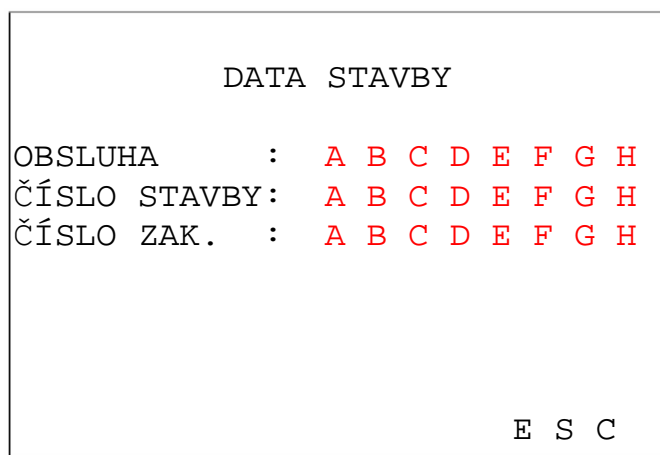 DATA STAVBY
OBSLUHA : A B C D E F G H
ČÍSLO STAVBY: A B C D E F G H
ČÍSLO ZAK. : A B C D E F G H
E S C